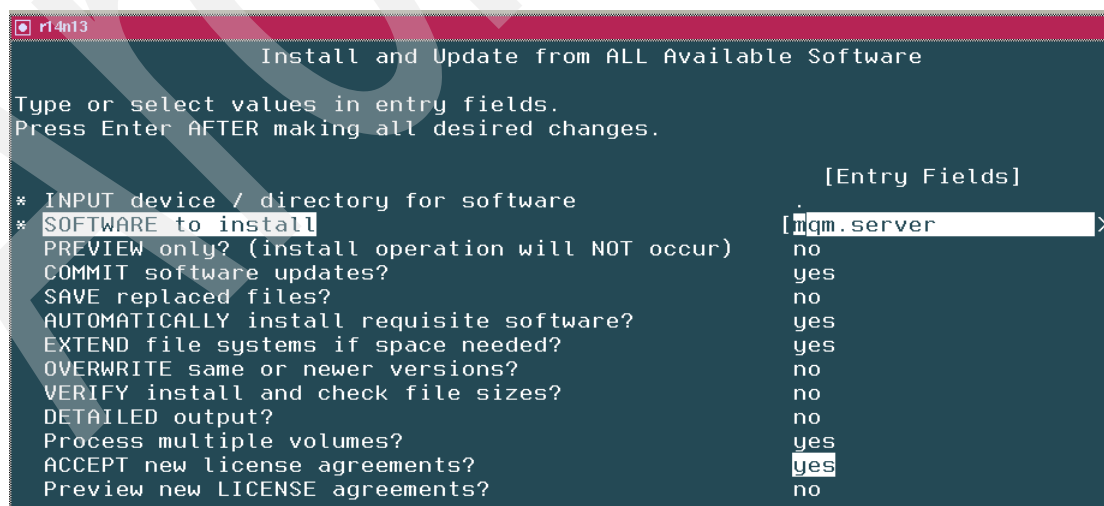 r14n13
Install and Update from ALL Available Software
Type or select values in entry fields.
Press Enter AFTER making all desired changes.
[Entry Fields]
* INPUT device / directory for software .
* SOFTWARE to install [mqm.server >
PREVIEW only? (install operation will NOT occur) no
COMMIT software updates? yes
SAVE replaced files? no
AUTOMATICALLY install requisite software? yes
EXTEND file systems if space needed? yes
OVERWRITE same or newer versions? no
VERIFY install and check file sizes? no
DETAILED output? no
Process multiple volumes? yes
ACCEPT new license agreements? yes
Preview new LICENSE agreements? no